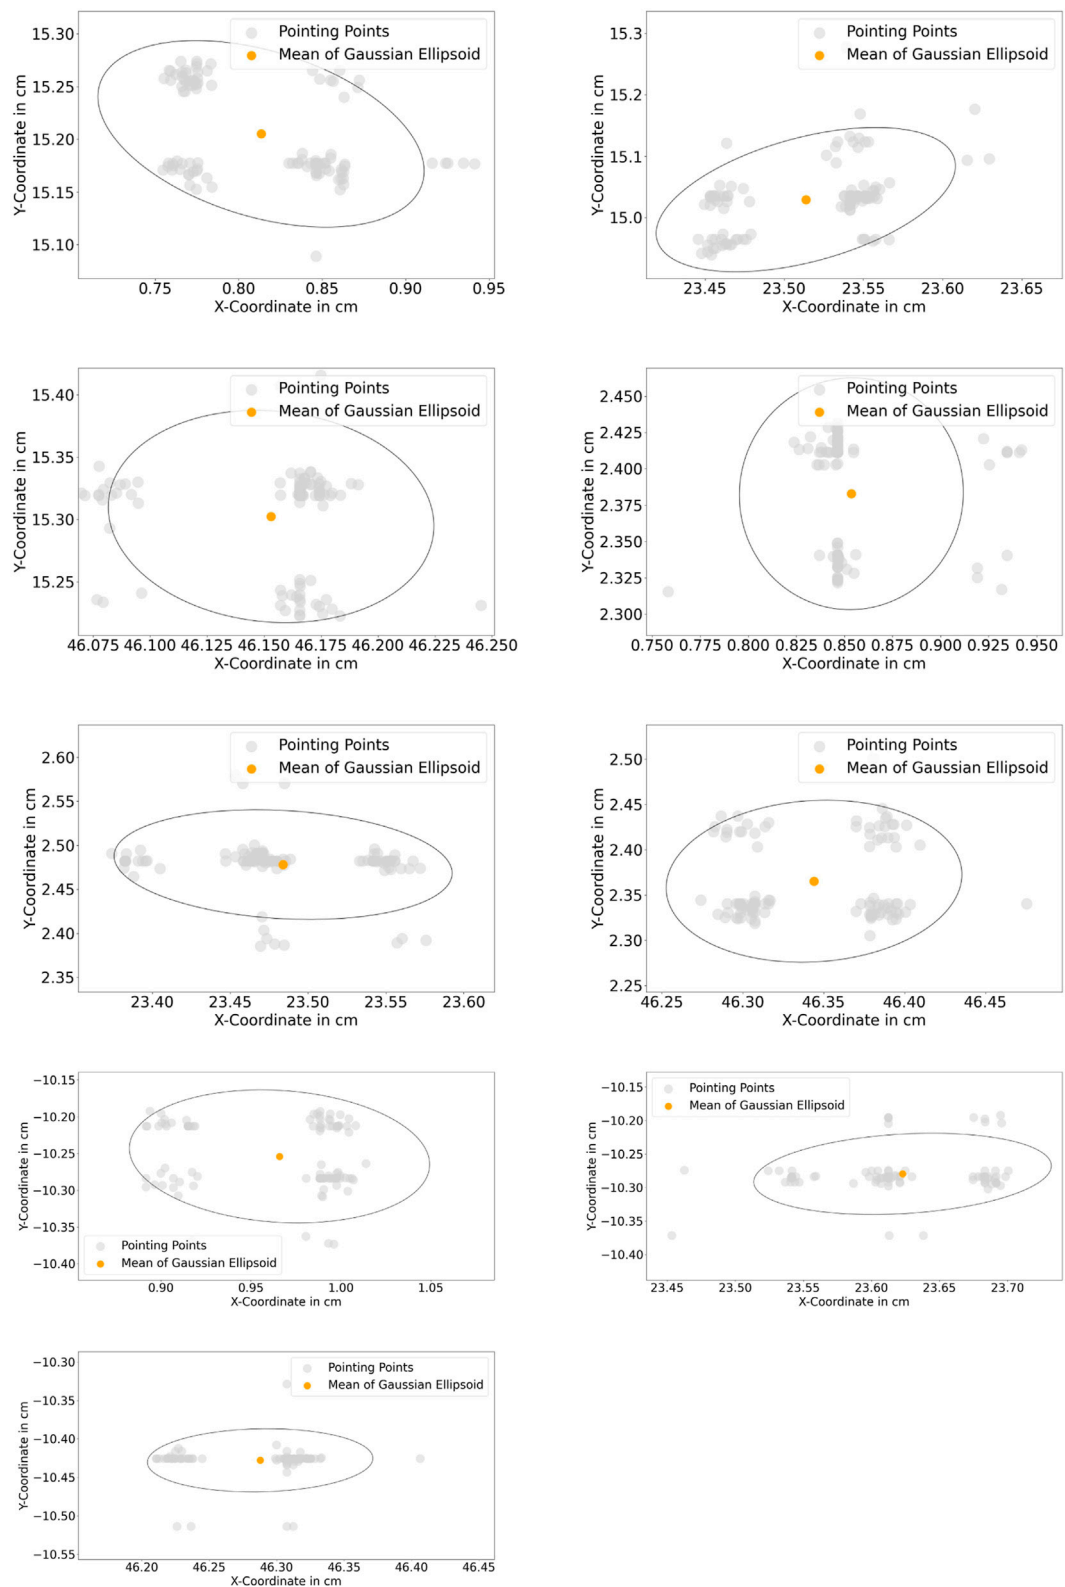 15.30
15.25
15.20
15.15
15.10
Y-Coordinate in cm
Pointing Points
Mean of Gaussian Ellipsoid
0.75 0.80 0.85 0.90 0.95
X-Coordinate in cm
15.3
15.2
15.1
15.0
Y-Coordinate in cm
Pointing Points
Mean of Gaussian Ellipsoid
23.45 23.50 23.55 23.60 23.65
X-Coordinate in cm
15.40
15.35
15.30
15.25
Y-Coordinate in cm
Pointing Points
Mean of Gaussian Ellipsoid
46.075 46.100 46.125 46.150 46.175 46.200 46.225 46.250
X-Coordinate in cm
2.450
2.425
2.400
2.375
2.350
2.325
2.300
Y-Coordinate in cm
Pointing Points
Mean of Gaussian Ellipsoid
0.750 0.775 0.800 0.825 0.850 0.875 0.900 0.925 0.950
X-Coordinate in cm
2.60
2.55
2.50
2.45
2.40
2.35
Y-Coordinate in cm
Pointing Points
Mean of Gaussian Ellipsoid
23.40 23.45 23.50 23.55 23.60
X-Coordinate in cm
2.50
2.45
2.40
2.35
2.30
2.25
Y-Coordinate in cm
Pointing Points
Mean of Gaussian Ellipsoid
46.25 46.30 46.35 46.40 46.45
X-Coordinate in cm
−10.15
−10.20
−10.25
−10.30
−10.35
−10.40
Y-Coordinate in cm
Pointing Points
Mean of Gaussian Ellipsoid
0.90 0.95 1.00 1.05
X-Coordinate in cm
−10.15
−10.20
−10.25
−10.30
−10.35
−10.40
Y-Coordinate in cm
Pointing Points
Mean of Gaussian Ellipsoid
23.45 23.50 23.55 23.60 23.65 23.70
X-Coordinate in cm
−10.30
−10.35
−10.40
−10.45
−10.50
−10.55
Y-Coordinate in cm
Pointing Points
Mean of Gaussian Ellipsoid
46.20 46.25 46.30 46.35 46.40 46.45
X-Coordinate in cm